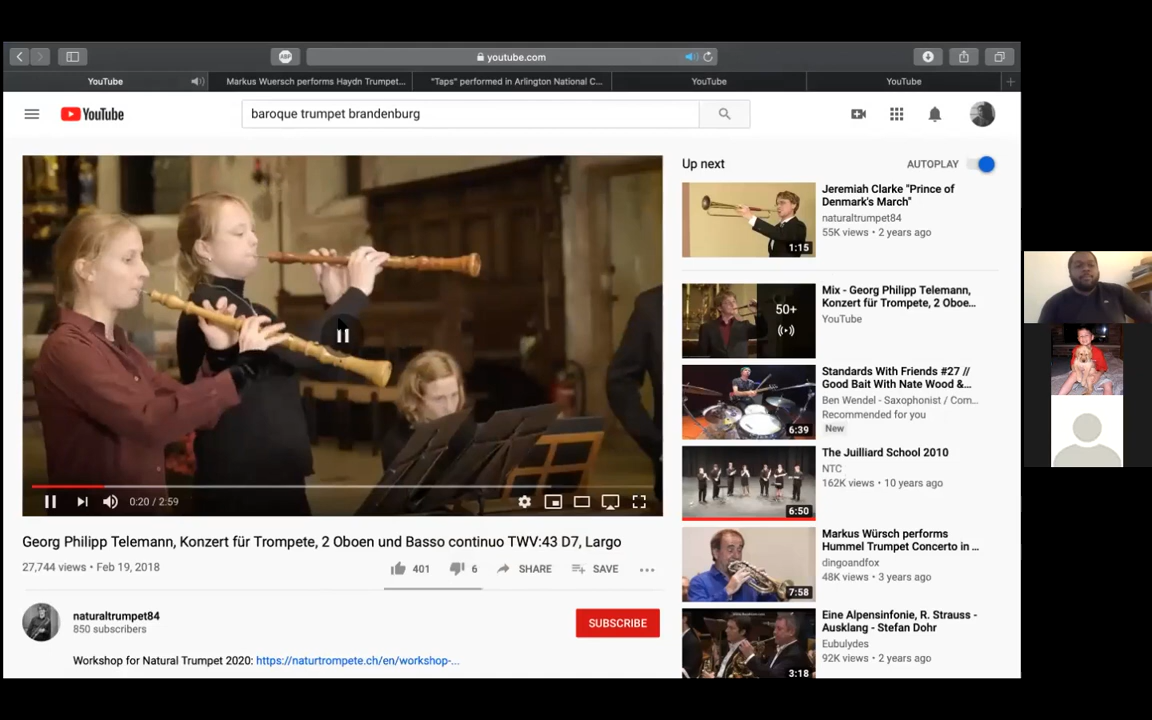 ABP
youtube.com
YouTube
Markus Wuersch performs Haydn Trumpet...
"Taps" performed in Arlington National C...
YouTube
YouTube
YouTube
baroque trumpet brandenburg
Up next
AUTOPLAY
Jeremiah Clarke "Prince of
Denmark's March"
naturaltrumpet84
55K views • 2 years ago
1:15
Mix - Georg Philipp Telemann,
Konzert für Trompete, 2 Oboe...
YouTube
50+
Standards With Friends #27 //
Good Bait With Nate Wood &...
Ben Wendel - Saxophonist / Com...
Recommended for you
New
6:39
The Juilliard School 2010
NTC
162K views • 10 years ago
6:50
Markus Würsch performs
Hummel Trumpet Concerto in ...
dingoandfox
48K views • 3 years ago
7:58
Eine Alpensinfonie, R. Strauss -
Ausklang - Stefan Dohr
Eubulydes
92K views • 2 years ago
3:18
0:20 / 2:59
Georg Philipp Telemann, Konzert für Trompete, 2 Oboen und Basso continuo TWV:43 D7, Largo
27,744 views • Feb 19, 2018
401
6
SHARE
SAVE
naturaltrumpet84
850 subscribers
SUBSCRIBE
Workshop for Natural Trumpet 2020: https://naturtrompete.ch/en/workshop-...